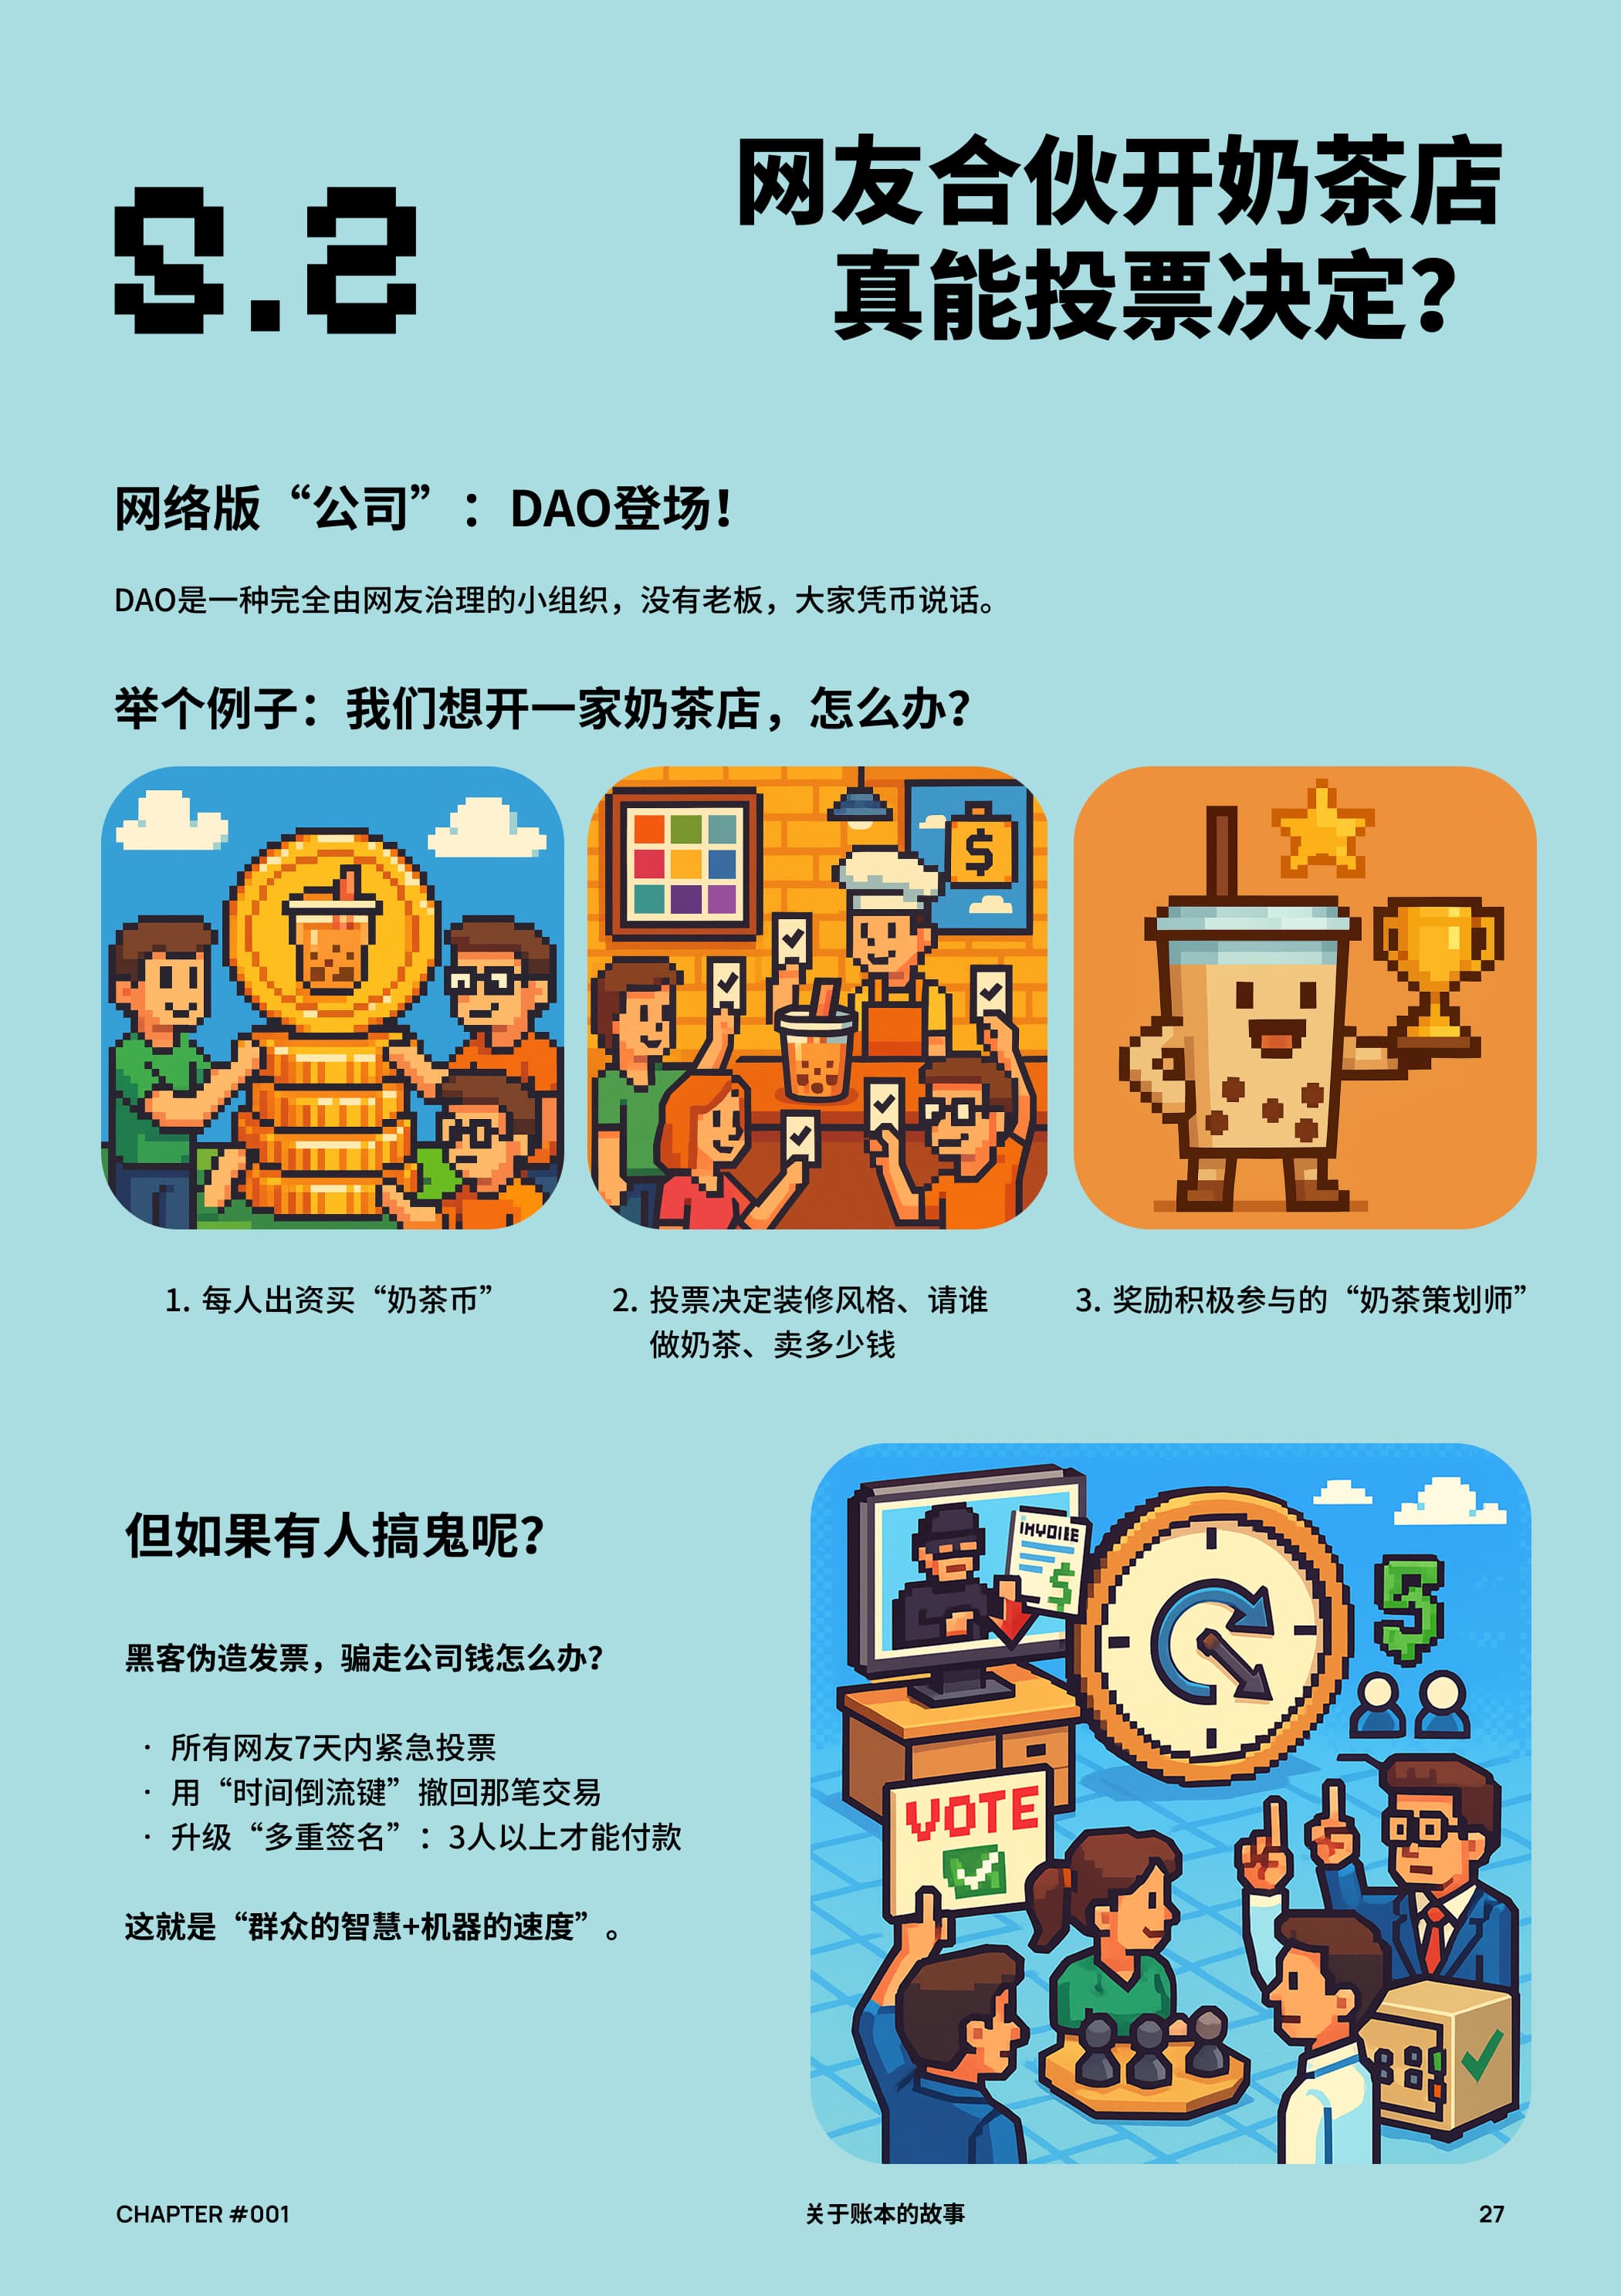 网友合伙开奶茶店
真能投票决定？
网络版“公司”：DAO登场！
DAO是一种完全由网友治理的小组织，没有老板，大家凭币说话。
举个例子：我们想开一家奶茶店，怎么办？
$
1. 每人出资买“奶茶币”
2. 投票决定装修风格、请谁
做奶茶、卖多少钱
3. 奖励积极参与的“奶茶策划师”
但如果有人搞鬼呢？
黑客伪造发票，骗走公司钱怎么办？
· 所有网友7天内紧急投票
· 用“时间倒流键”撤回那笔交易
· 升级“多重签名”：3人以上才能付款
这就是“群众的智慧+机器的速度”。
$
VOTE
CHAPTER #001
关于账本的故事
27